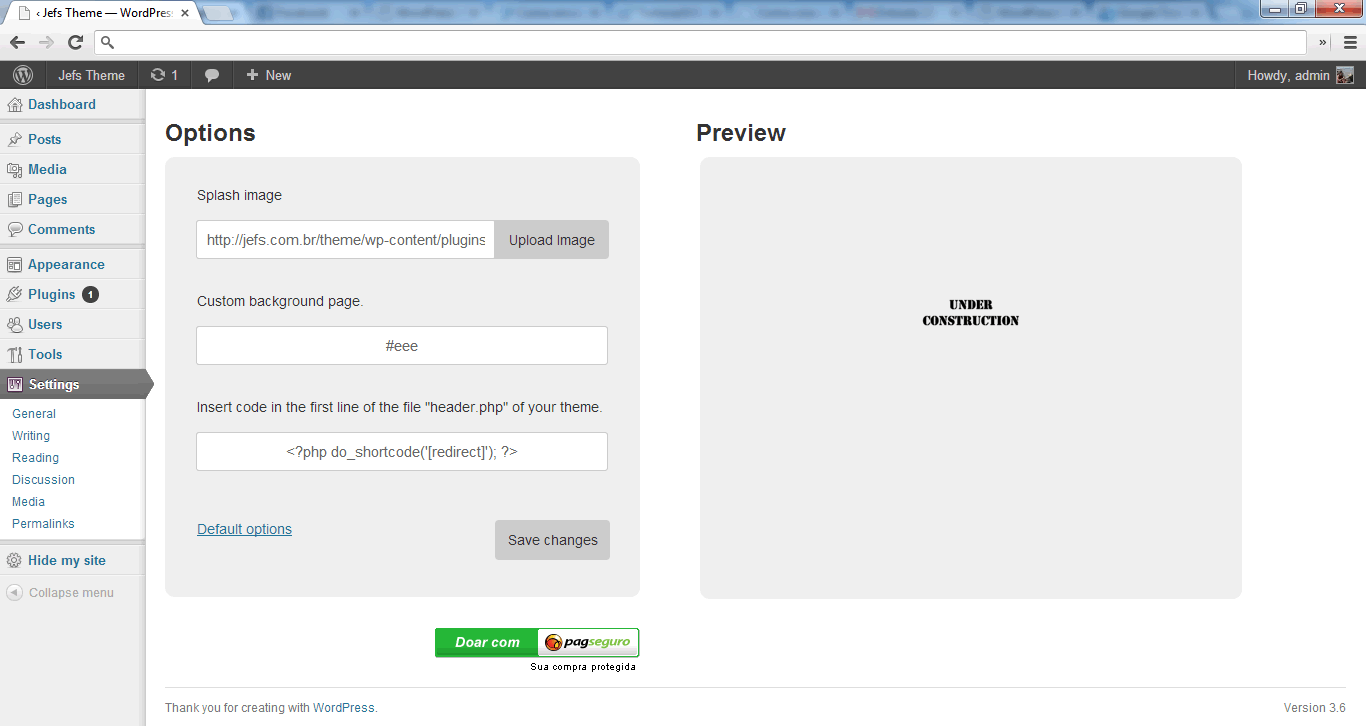 ‹ Jefs Theme — WordPress
Jefs Theme
1
New
Howdy, admin
Dashboard
Posts
Media
Pages
Comments
Appearance
Plugins 1
Users
Tools
Settings
General
Writing
Reading
Discussion
Media
Permalinks
Hide my site
Collapse menu
Options
Splash image
http://jefs.com.br/theme/wp-content/plugins
Upload Image
Custom background page.
#eee
Insert code in the first line of the file "header.php" of your theme.
<?php do_shortcode('[redirect]'); ?>
Default options
Save changes
Preview
UNDER
CONSTRUCTION
Doar com pagseguro
Sua compra protegida
Thank you for creating with WordPress.
Version 3.6